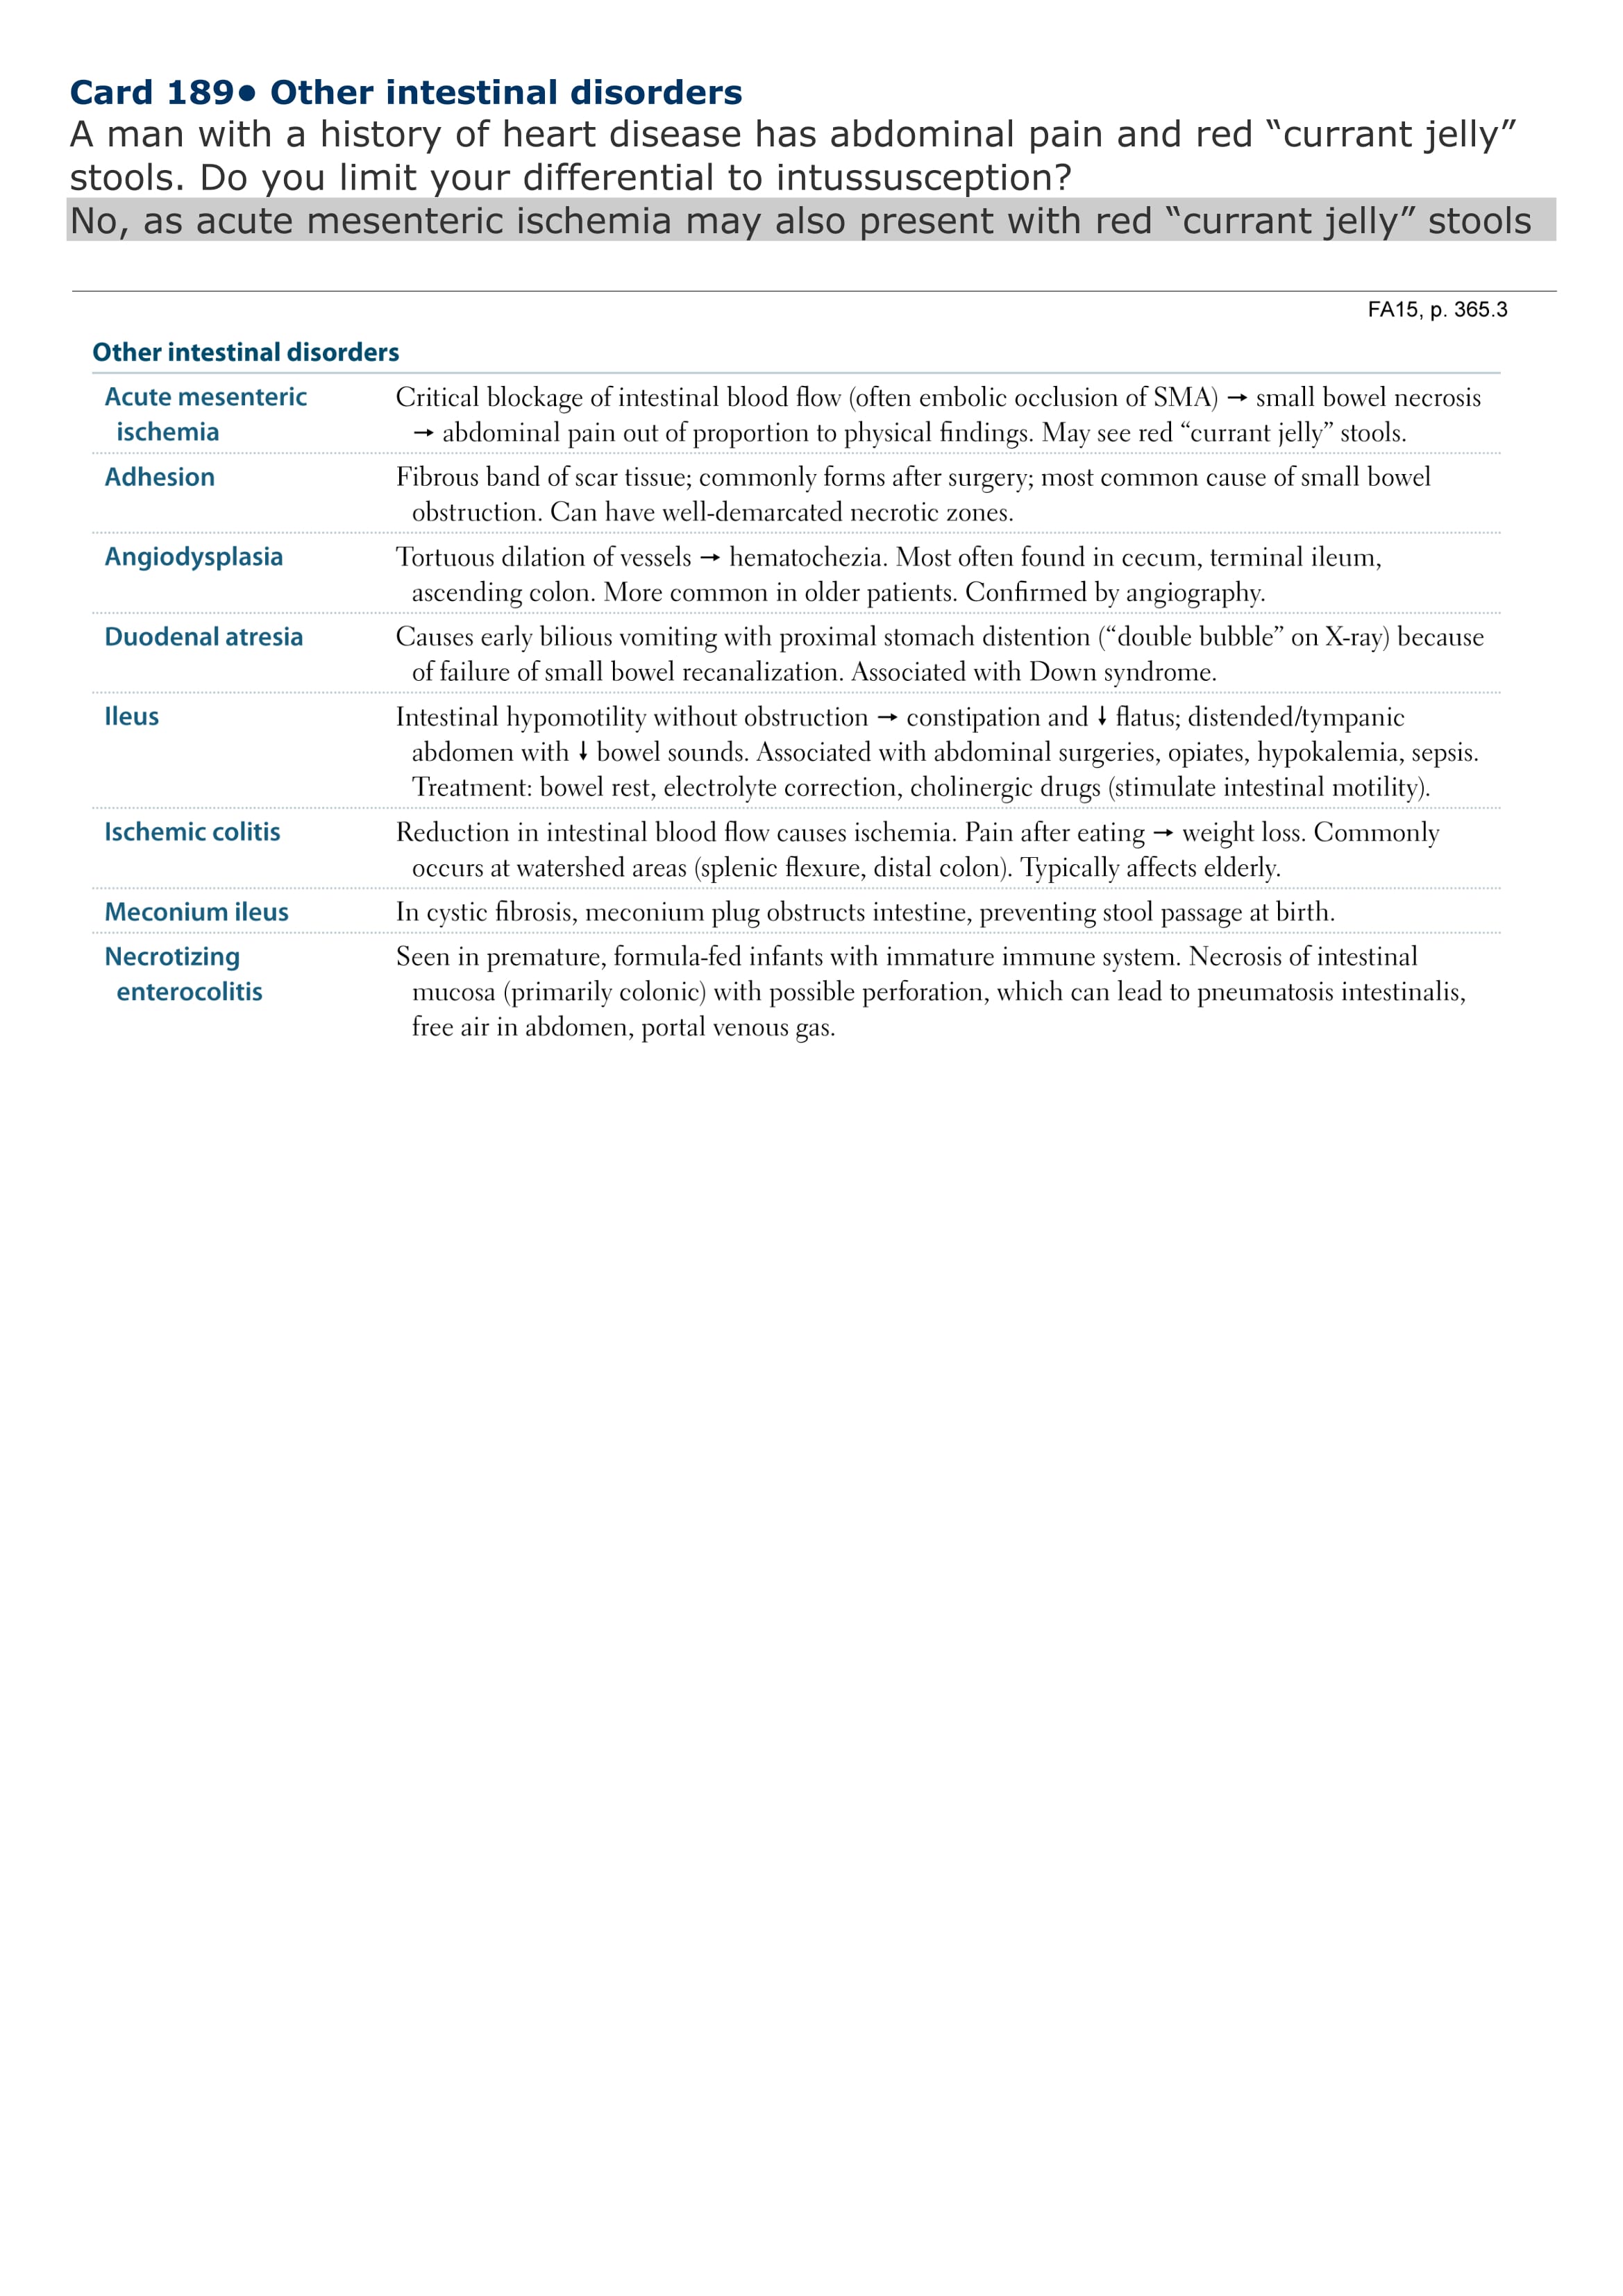 Card 189• Other intestinal disorders
A man with a history of heart disease has abdominal pain and red “currant jelly”
stools. Do you limit your differential to intussusception?
No, as acute mesenteric ischemia may also present with red “currant jelly” stools
FA15, p. 365.3
Other intestinal disorders
Acute mesenteric
ischemia
Critical blockage of intestinal blood flow (often embolic occlusion of SMA) → small bowel necrosis
→ abdominal pain out of proportion to physical findings. May see red “currant jelly” stools.
Adhesion
Fibrous band of scar tissue; commonly forms after surgery; most common cause of small bowel
obstruction. Can have well-demarcated necrotic zones.
Angiodysplasia
Tortuous dilation of vessels → hematochezia. Most often found in cecum, terminal ileum,
ascending colon. More common in older patients. Confirmed by angiography.
Duodenal atresia
Causes early bilious vomiting with proximal stomach distention (“double bubble” on X-ray) because
of failure of small bowel recanalization. Associated with Down syndrome.
Ileus
Intestinal hypomotility without obstruction → constipation and ↓ flatus; distended/tympanic
abdomen with ↓ bowel sounds. Associated with abdominal surgeries, opiates, hypokalemia, sepsis.
Treatment: bowel rest, electrolyte correction, cholinergic drugs (stimulate intestinal motility).
Ischemic colitis
Reduction in intestinal blood flow causes ischemia. Pain after eating → weight loss. Commonly
occurs at watershed areas (splenic flexure, distal colon). Typically affects elderly.
Meconium ileus
In cystic fibrosis, meconium plug obstructs intestine, preventing stool passage at birth.
Necrotizing
enterocolitis
Seen in premature, formula-fed infants with immature immune system. Necrosis of intestinal
mucosa (primarily colonic) with possible perforation, which can lead to pneumatosis intestinalis,
free air in abdomen, portal venous gas.